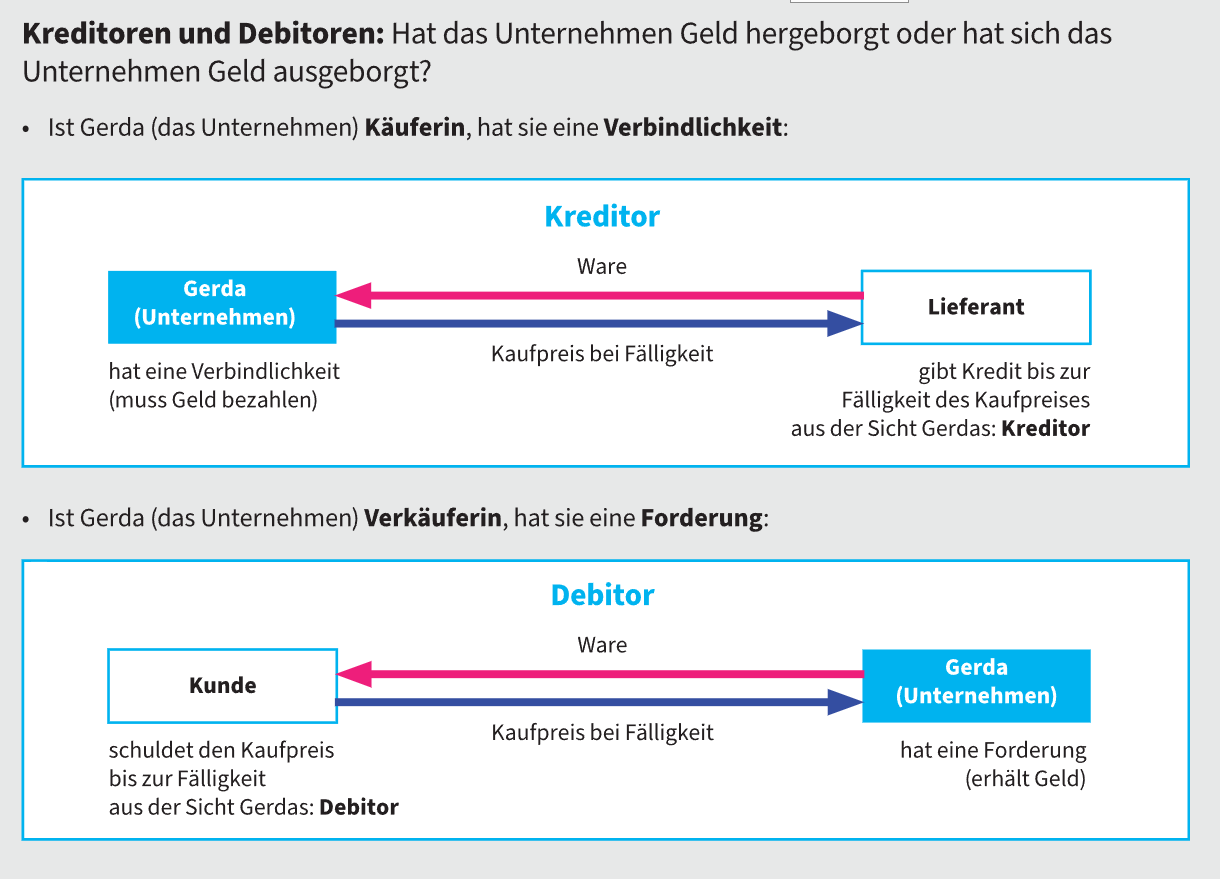 Kreditoren und Debitoren: Hat das Unternehmen Geld hergeborgt oder hat sich das
Unternehmen Geld ausgeborgt?
• Ist Gerda (das Unternehmen) Käuferin, hat sie eine Verbindlichkeit:
Kreditor
Ware
Gerda
(Unternehmen)
Lieferant
Kaufpreis bei Fälligkeit
hat eine Verbindlichkeit
(muss Geld bezahlen)
gibt Kredit bis zur
Fälligkeit des Kaufpreises
aus der Sicht Gerdas: Kreditor
• Ist Gerda (das Unternehmen) Verkäuferin, hat sie eine Forderung:
Debitor
Ware
Kunde
Gerda
(Unternehmen)
Kaufpreis bei Fälligkeit
schuldet den Kaufpreis
bis zur Fälligkeit
aus der Sicht Gerdas: Debitor
hat eine Forderung
(erhält Geld)